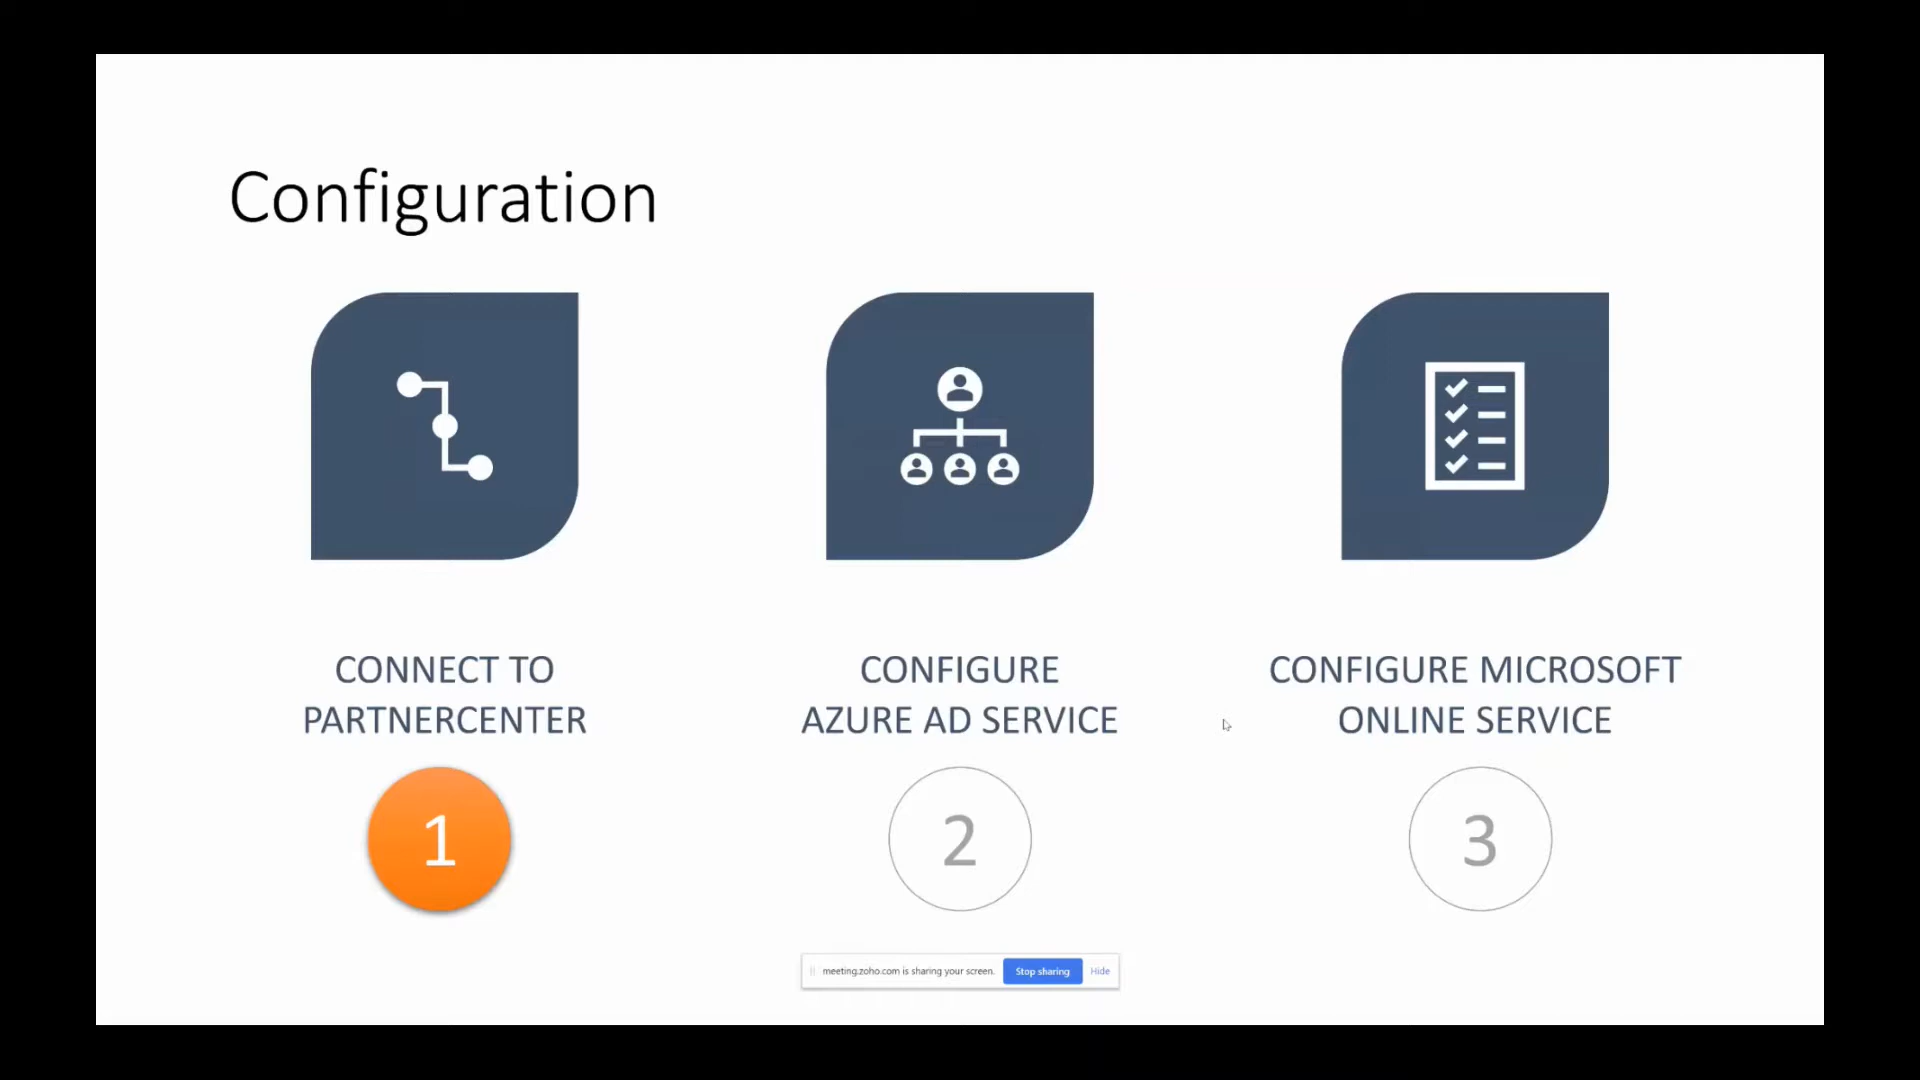 Configuration
CONNECT TO
PARTNERCENTER
CONFIGURE
AZURE AD SERVICE
CONFIGURE MICROSOFT
ONLINE SERVICE
1
2
3
meeting.zoho.com is sharing your screen. Stop sharing Hide